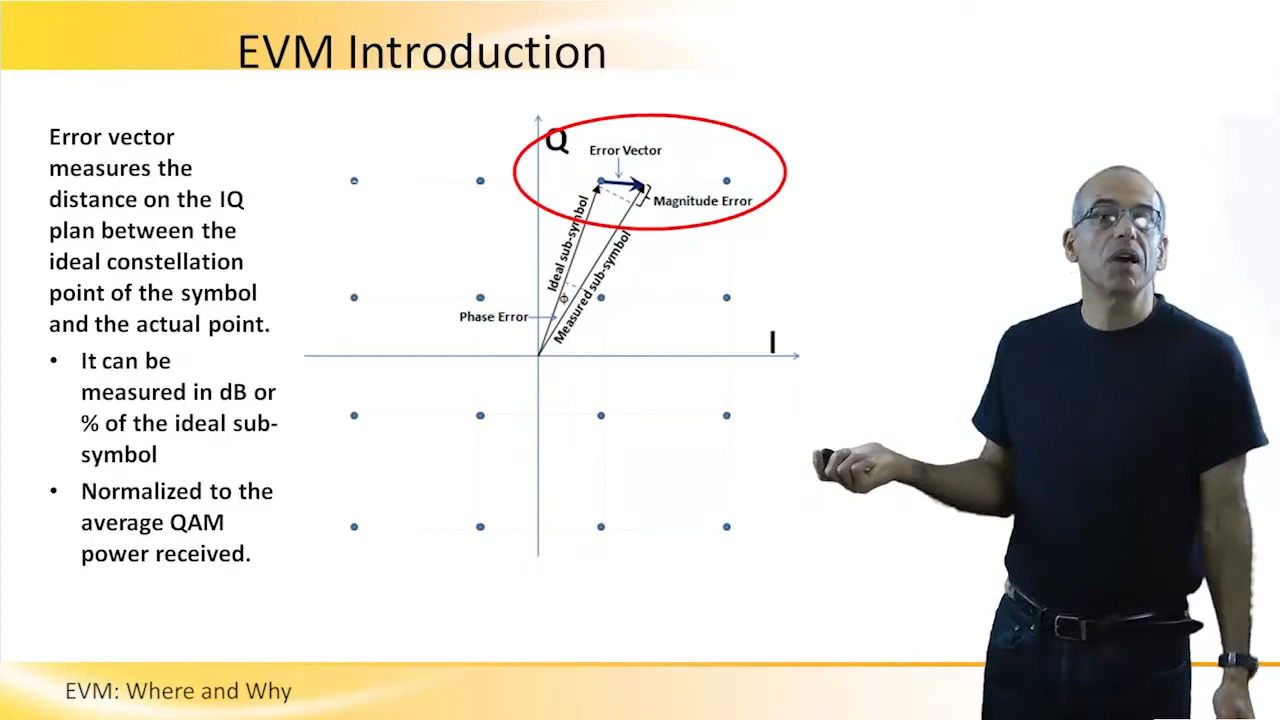 EVM Introduction
Error vector
measures the
distance on the IQ
plan between the
ideal constellation
point of the symbol
and the actual point.
• It can be
measured in dB or
% of the ideal sub-
symbol
• Normalized to the
average QAM
power received.
Q
Error Vector
Magnitude Error
Ideal sub-symbol
Measured sub-symbol
Φ
Phase Error
I
EVM: Where and Why